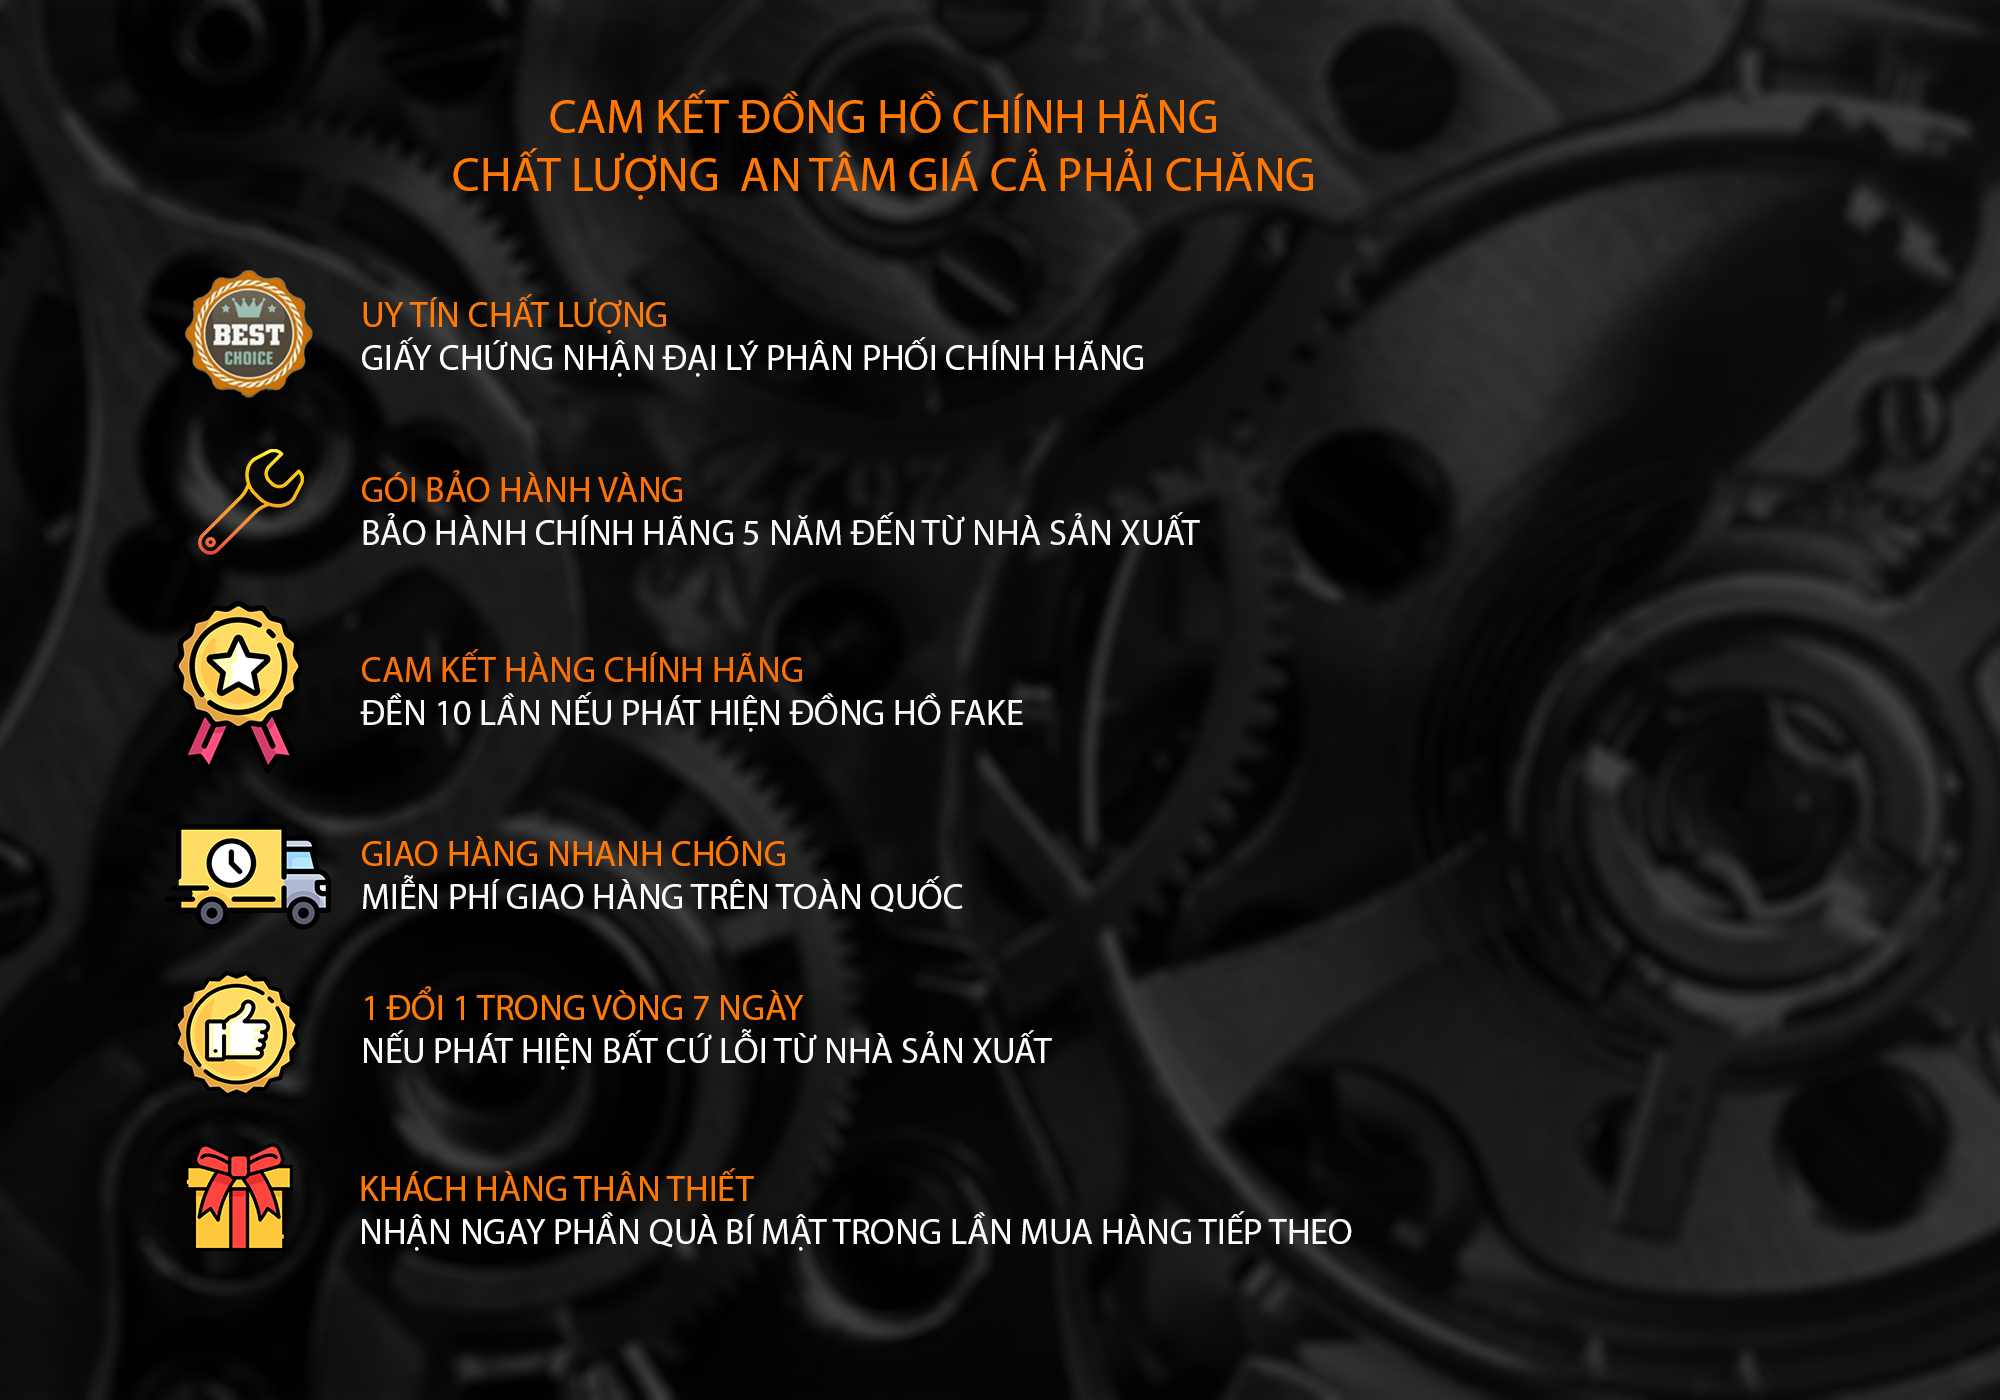 CAM KẾT ĐỒNG HỒ CHÍNH HÃNG
CHẤT LƯỢNG AN TÂM GIÁ CẢ PHẢI CHĂNG
BEST
CHOICE
UY TÍN CHẤT LƯỢNG
GIẤY CHỨNG NHẬN ĐẠI LÝ PHÂN PHỐI CHÍNH HÃNG
GÓI BẢO HÀNH VÀNG
BẢO HÀNH CHÍNH HÃNG 5 NĂM ĐẾN TỪ NHÀ SẢN XUẤT
CAM KẾT HÀNG CHÍNH HÃNG
ĐỀN 10 LẦN NẾU PHÁT HIỆN ĐỒNG HỒ FAKE
GIAO HÀNG NHANH CHÓNG
MIỄN PHÍ GIAO HÀNG TRÊN TOÀN QUỐC
1 ĐỔI 1 TRONG VÒNG 7 NGÀY
NẾU PHÁT HIỆN BẤT CỨ LỖI TỪ NHÀ SẢN XUẤT
KHÁCH HÀNG THÂN THIẾT
NHẬN NGAY PHẦN QUÀ BÍ MẬT TRONG LẦN MUA HÀNG TIẾP THEO